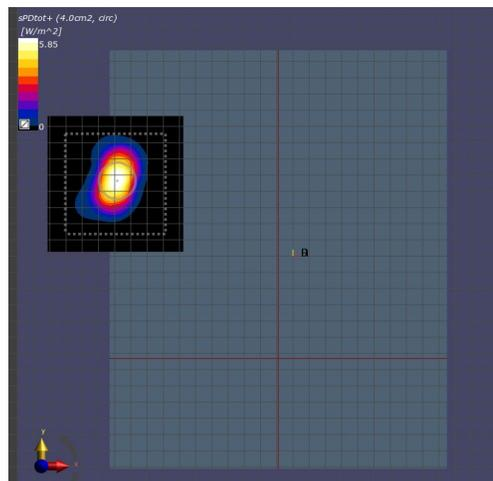 sPDtot+ (4.0cm2, circ)
[W/m^2]
5.85
0
y
x